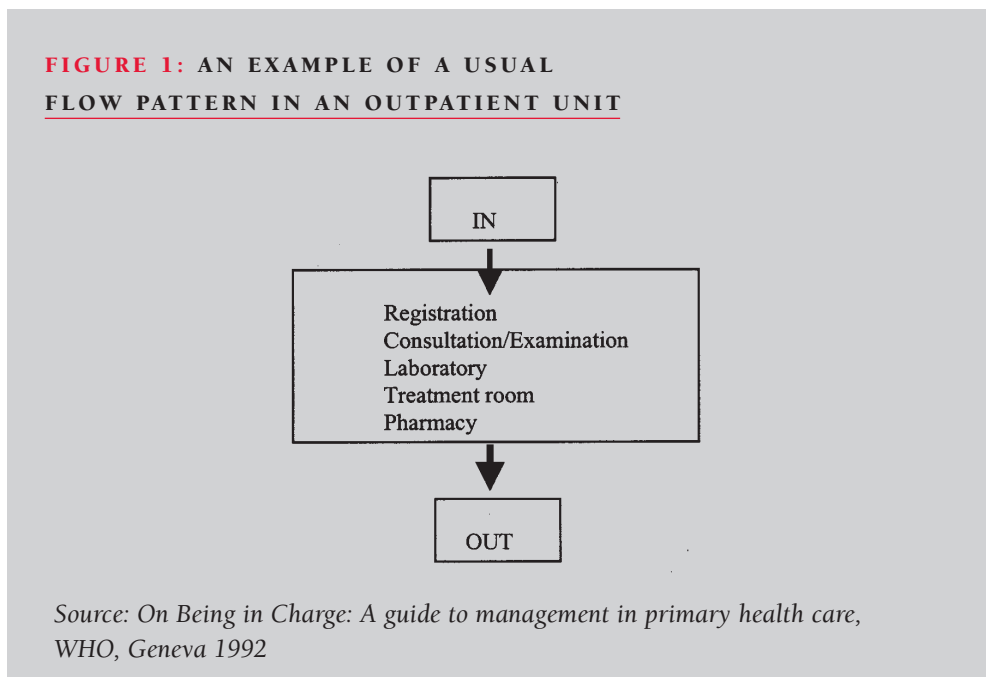 FIGURE 1: AN EXAMPLE OF A USUAL
FLOW PATTERN IN AN OUTPATIENT UNIT
IN
Registration
Consultation/Examination
Laboratory
Treatment room
Pharmacy
OUT
Source: On Being in Charge: A guide to management in primary health care,
WHO, Geneva 1992